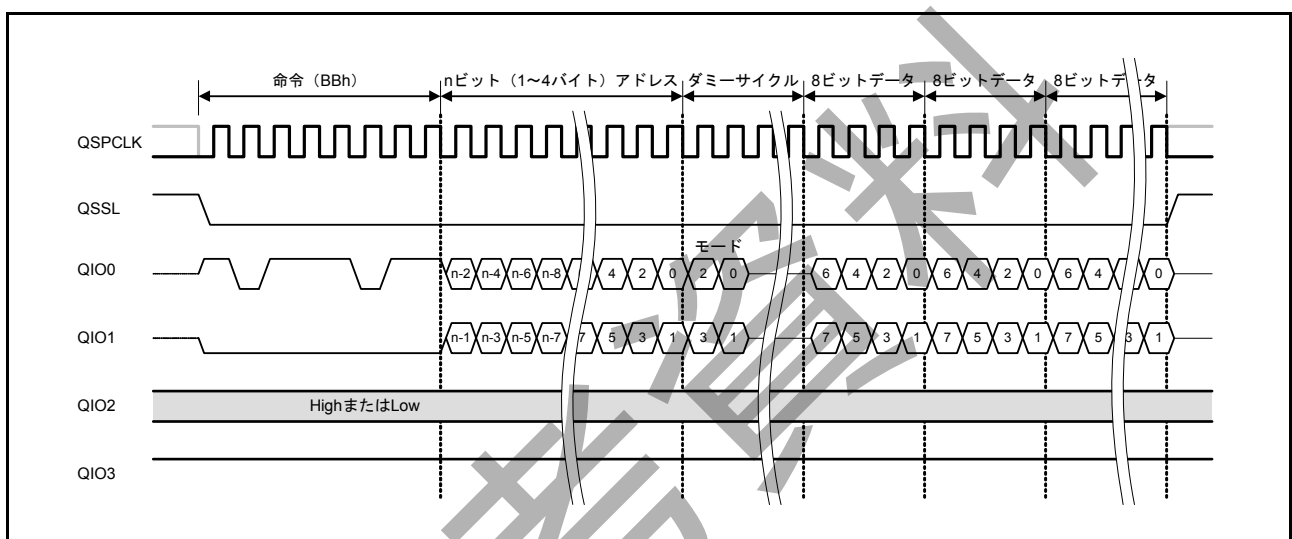 命令（BBh）
nビット（1～4バイト）アドレス
ダミーサイクル
8ビットデータ
8ビットデータ
8ビットデータ
QSPCLK
QSSL
モード
QIO0
n-2 n-4 n-6 n-8 4 2 0 2 0 6 4 2 0 6 4 2 0 6 4 0
QIO1
n-1 n-3 n-5 n-7 7 5 3 1 3 1 7 5 3 1 7 5 3 1 7 5 3 1
QIO2
HighまたはLow
QIO3
考資料